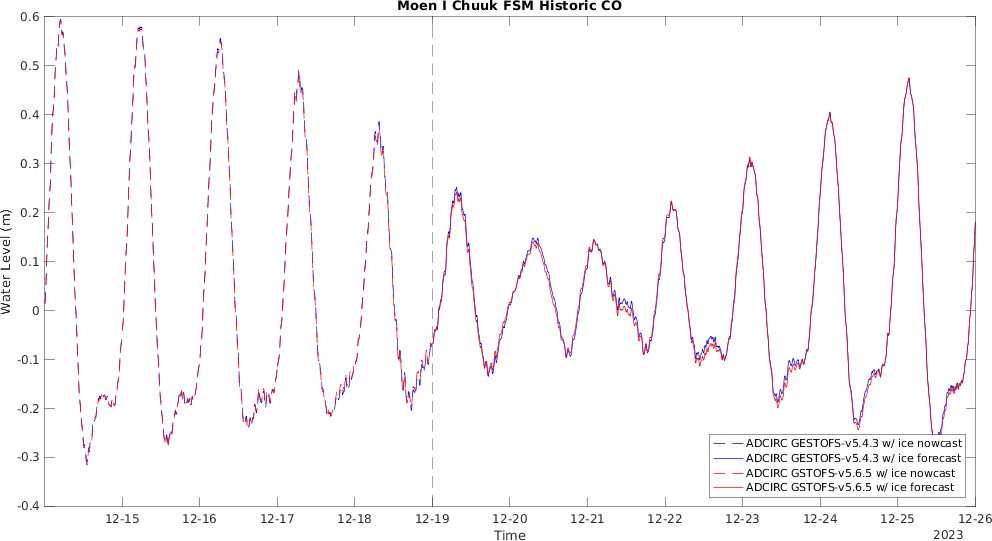 Moen I Chuuk FSM Historic CO
Water Level (m)
0.6
0.5
0.4
0.3
0.2
0.1
0
-0.1
-0.2
-0.3
-0.4
ADCIRC GESTOFS-v5.4.3 w/ ice nowcast
ADCIRC GESTOFS-v5.4.3 w/ ice forecast
ADCIRC GSTOFS-v5.6.5 w/ ice nowcast
ADCIRC GSTOFS-v5.6.5 w/ ice forecast
12-15 12-16 12-17 12-18 12-19 12-20 12-21 12-22 12-23 12-24 12-25 12-26
Time
2023